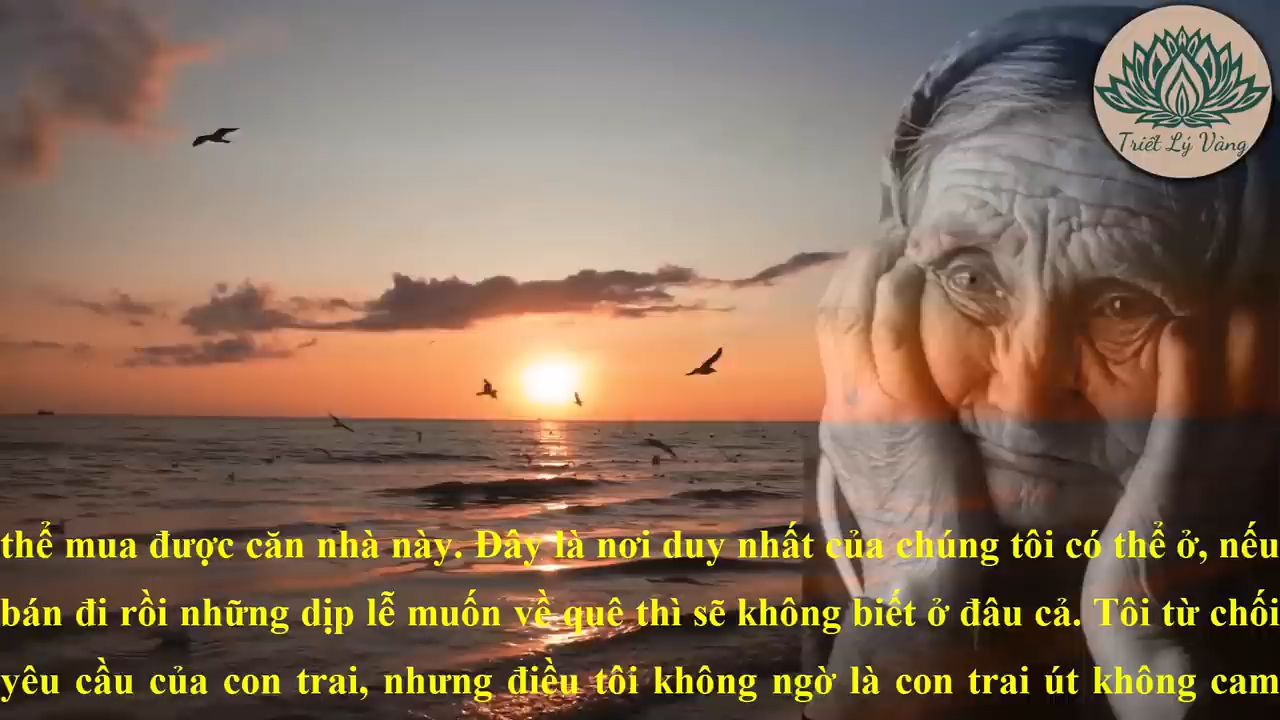 Triết Lý Vàng
thể mua được căn nhà này. Đây là nơi duy nhất của chúng tôi có thể ở, nếu
bán đi rồi những dịp lễ muốn về quê thì sẽ không biết ở đâu cả. Tôi từ chối
yêu cầu của con trai, nhưng điều tôi không ngờ là con trai út không cam